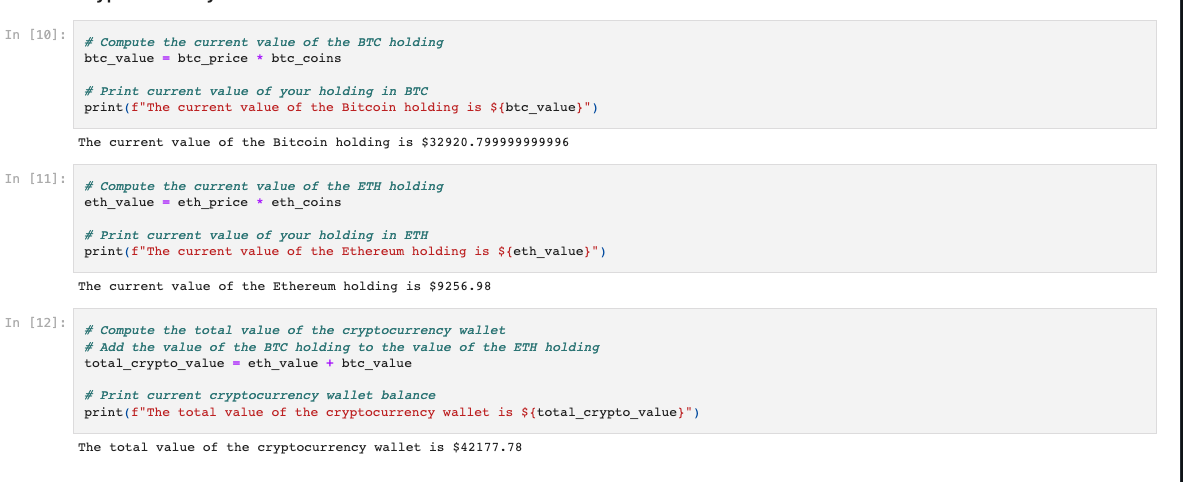 In [10]:
# Compute the current value of the BTC holding
btc_value = btc_price * btc_coins
# Print current value of your holding in BTC
print(f"The current value of the Bitcoin holding is ${btc_value}")
The current value of the Bitcoin holding is $32920.799999999996
In [11]:
# Compute the current value of the ETH holding
eth_value = eth_price * eth_coins
# Print current value of your holding in ETH
print(f"The current value of the Ethereum holding is ${eth_value}")
The current value of the Ethereum holding is $9256.98
In [12]:
# Compute the total value of the cryptocurrency wallet
# Add the value of the BTC holding to the value of the ETH holding
total_crypto_value = eth_value + btc_value
# Print current cryptocurrency wallet balance
print(f"The total value of the cryptocurrency wallet is ${total_crypto_value}")
The total value of the cryptocurrency wallet is $42177.78